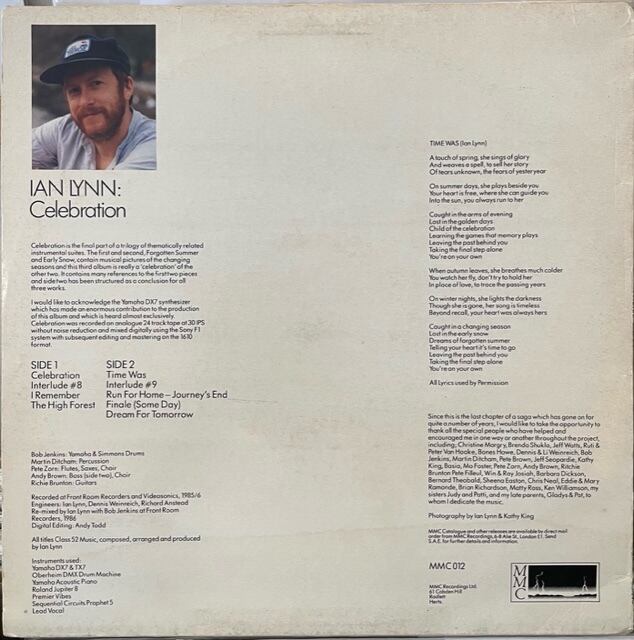 IAN LYNN:
Celebration
Celebration is the final part of a trilogy of thematically related
instrumental suites. The first and second, Forgotten Summer
and Early Snow, contain musical pictures of the changing
seasons and this third album is really a 'celebration' of the
other two. It contains many references to the first two pieces
and side two has been structured as a conclusion for all
three works.
I would like to acknowledge the Yamaha DX7 synthesizer
which has made an enormous contribution to the production
of this album and which is heard almost exclusively.
Celebration was recorded on analogue 24 track tape at 30 IPS
without noise reduction and mixed digitally using the Sony F1
system with subsequent editing and mastering on the 1610
format.
SIDE 1
Celebration
Interlude #8
I Remember
The High Forest
SIDE 2
Time Was
Interlude #9
Run For Home – Journey's End
Finale (Some Day)
Dream For Tomorrow
Bob Jenkins: Yamaha & Simmons Drums
Martin Ditcham: Percussion
Pete Zorn: Flutes, Saxes, Choir
Andy Brown: Bass (side two), Choir
Richie Brunton: Guitars
Recorded at Front Room Recorders and Videosonics, 1985/6
Engineers: Ian Lynn, Dennis Weinreich, Richard Anstead
Re-mixed by Ian Lynn with Bob Jenkins at Front Room
Recorders, 1986
Digital Editing: Andy Todd
All titles Class 52 Music, composed, arranged and produced
by Ian Lynn
Instruments used:
Yamaha DX7 & TX7
Oberheim DMX Drum Machine
Yamaha Acoustic Piano
Roland Jupiter 8
Premier Vibes
Sequential Circuits Prophet 5
Lead Vocal
TIME WAS (Ian Lynn)
A touch of spring, she sings of glory
And weaves a spell, to sell her story
Of tears unknown, the fears of yesteryear
On summer days, she plays beside you
Your heart is free, where she can guide you
Into the sun, you always run to her
Caught in the arms of evening
Lost in the golden days
Child of the celebration
Learning the games that memory plays
Leaving the past behind you
Taking the final step alone
You're on your own
When autumn leaves, she breathes much colder
You watch her fly, don't try to hold her
In place of love, to trace the passing years
On winter nights, she lights the darkness
Though she is gone, her song is timeless
Beyond recall, your heart was always hers
Caught in a changing season
Lost in the early snow
Dreams of forgotten summer
Telling your heart it's time to go
Leaving the past behind you
Taking the final step alone
You're on your own
All Lyrics used by Permission
Since this is the last chapter of a saga which has gone on for
quite a number of years, I would like to take the opportunity to
thank all the special people who have helped and
encouraged me in one way or another throughout the project,
including; Christine Margry, Brenda Shukla, Jeff Watts, Ruti &
Peter Van Hooke, Bones Howe, Dennis & Li Weinreich, Bob
Jenkins, Martin Ditcham, Pete Brown, Jeff Seopardie, Kathy
King, Basia, Mo Foster, Pete Zorn, Andy Brown, Ritchie
Brunton Pete Filleul, Win & Roy Josiah, Barbara Dickson,
Bernard Theobald, Sheena Easton, Chris Neal, Eddie & Mary
Ramonde, Brian Richardson, Matty Ross, Ken Williamson, my
sisters Judy and Patti, and my late parents, Gladys & Pat, to
whom I dedicate the music.
Photography by Ian Lynn & Kathy King
MMC Catalogue and other releases are available by direct mail
order from MMC Recordings, 6-8 Alie St, London E1. Send
S.A.E. for further details and information.
MMC 012
MMC Recordings Ltd.
61 Cobden Hill
Radlett
Herts.
M
M
C